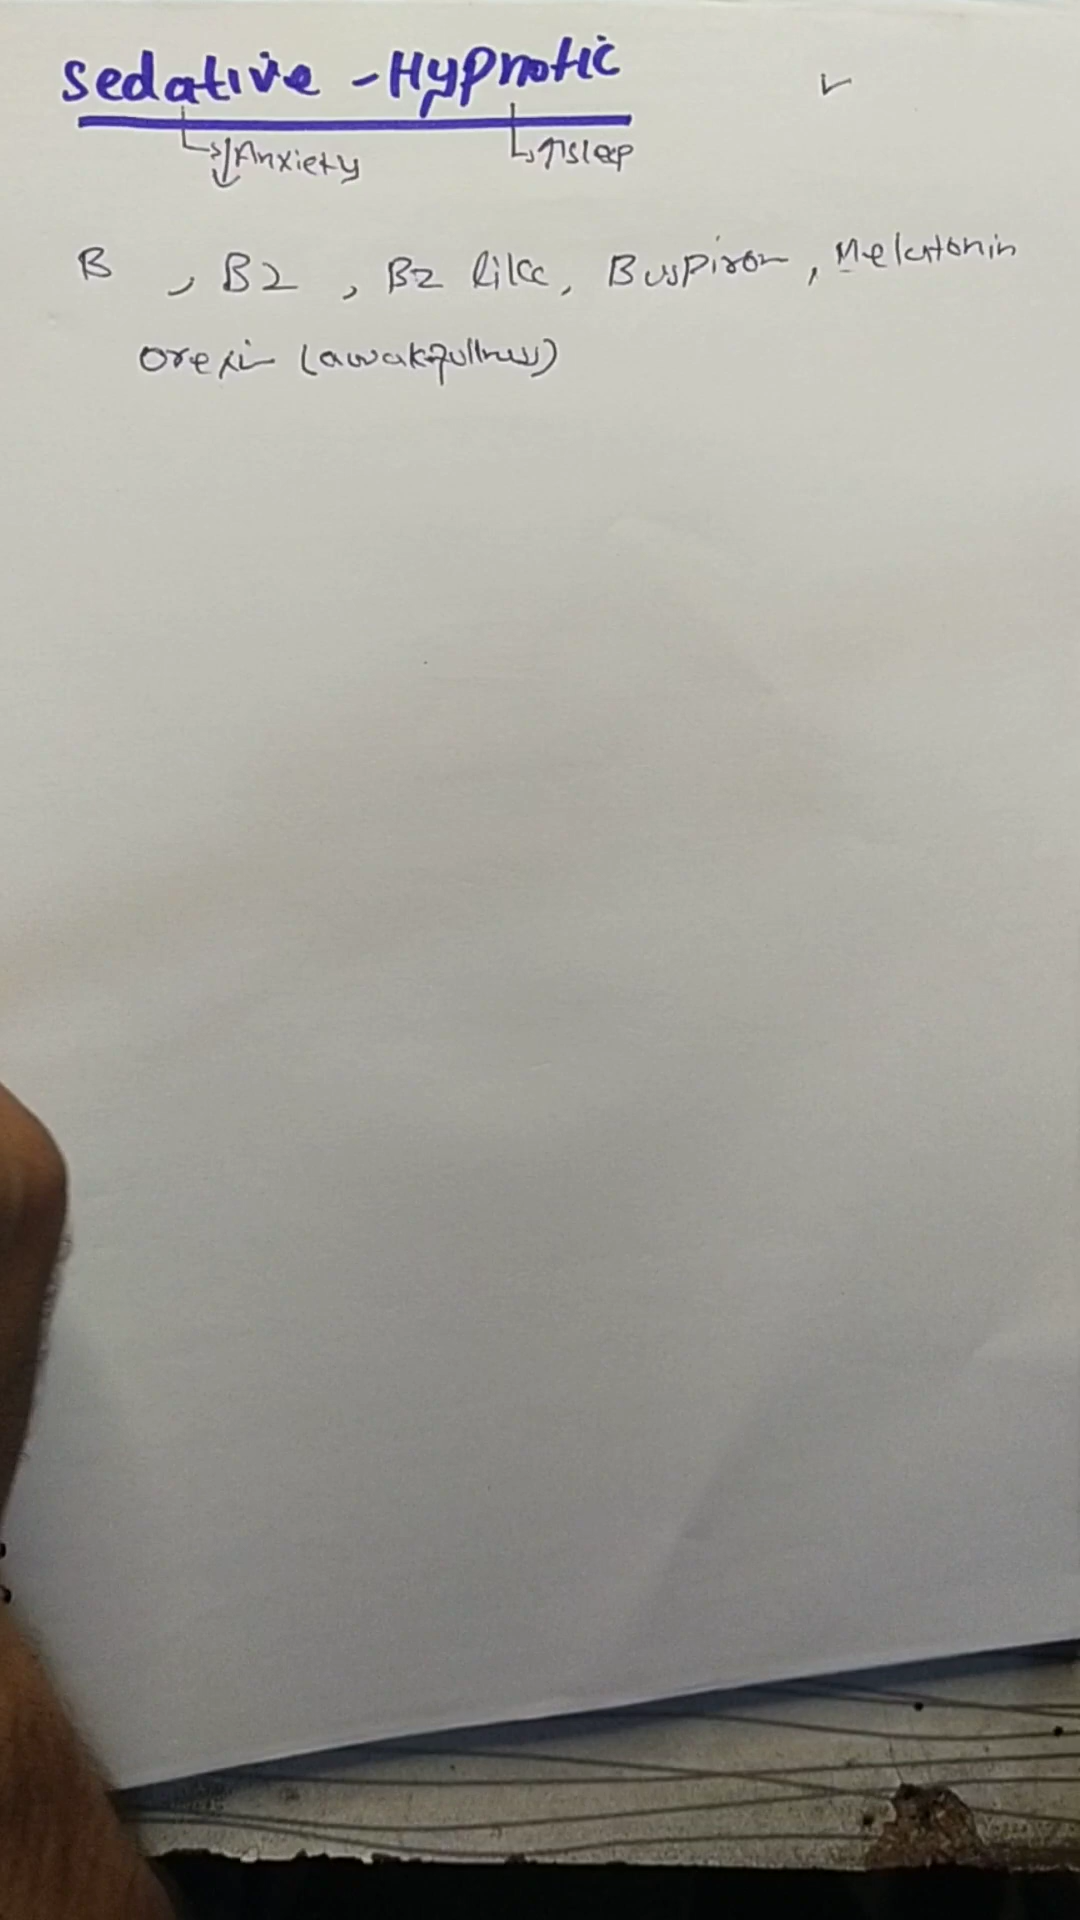 Sedative - Hypnotic
↳ ↓ Anxiety ↳ ↑ sleep
B , BZ , BZ like, Buspiron , Melatonin
Orexin (awakefullness)